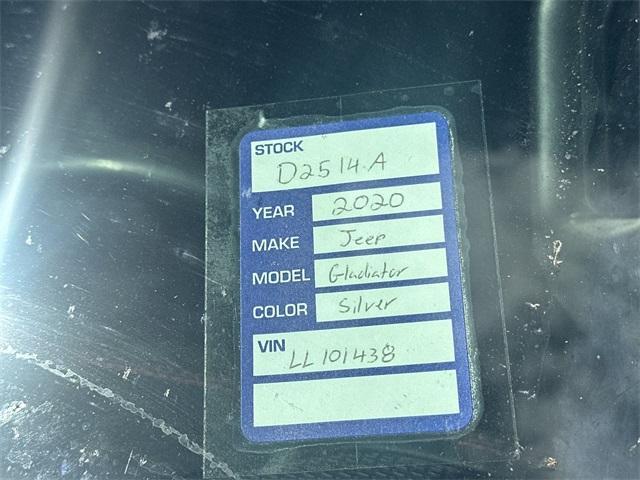 STOCK
D2514A
YEAR 2020
MAKE Jeep
MODEL Gladiator
COLOR Silver
VIN LL101438